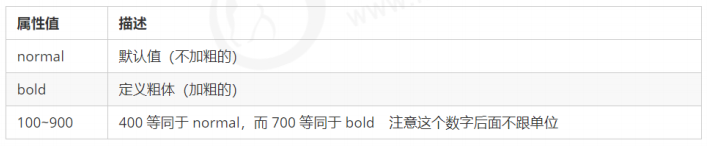 属性值 描述
normal 默认值（不加粗的）
bold 定义粗体（加粗的）
100~900 400 等同于 normal，而 700 等同于 bold 注意这个数字后面不跟单位
www.